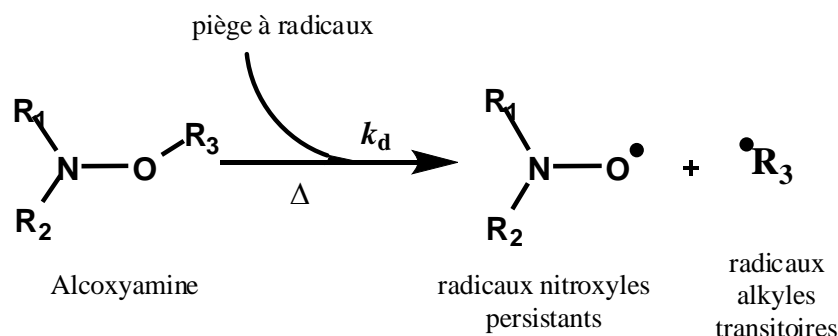 piège à radicaux
R1
N
O
R3
R2
kd
Δ
R1
N
O•
R2
+
•R3
Alcoxyamine
radicaux nitroxyles
persistants
radicaux
alkyles
transitoires